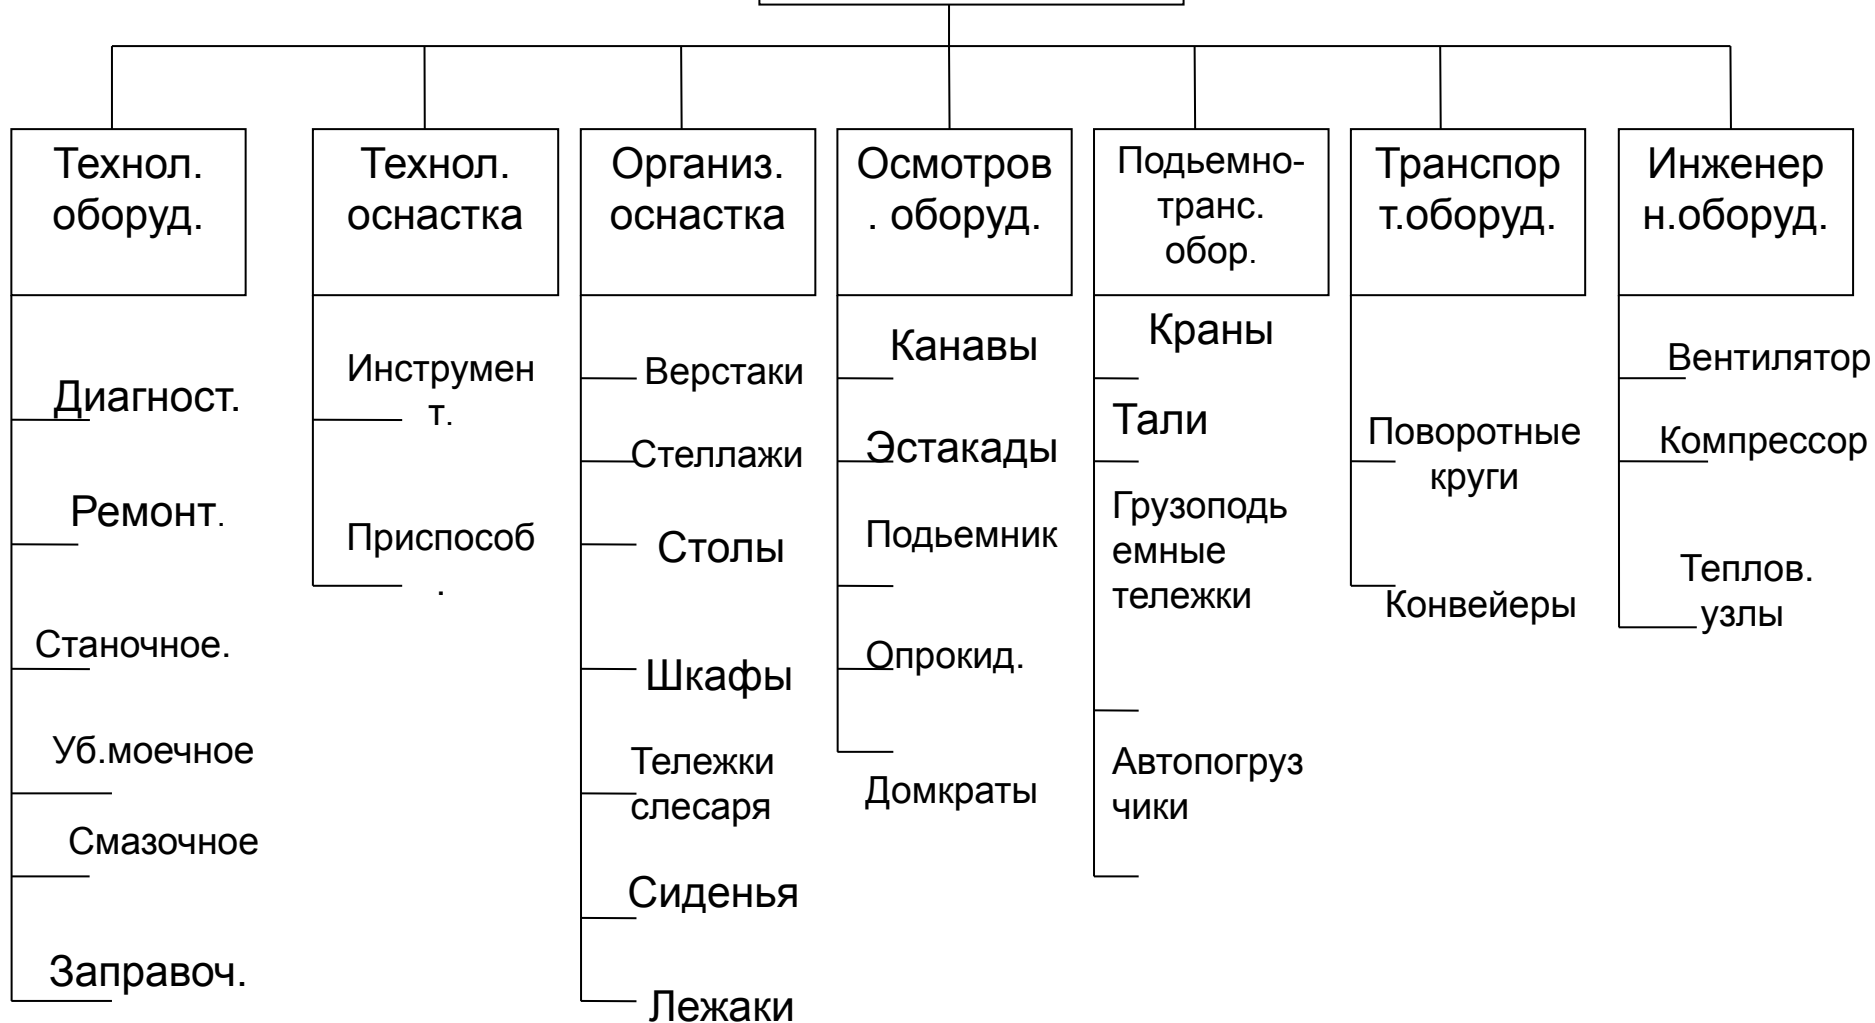 Технол.
оборуд.
Диагност.
Ремонт.
Станочное.
Уб.моечное
Смазочное
Заправоч.
Технол.
оснастка
Инструмен
т.
Приспособ
.
Организ.
оснастка
Верстаки
Стеллажи
Столы
Шкафы
Тележки
слесаря
Сиденья
Лежаки
Осмотров
. оборуд.
Канавы
Эстакады
Подьемник
Опрокид.
Домкраты
Подьемно-
транс.
обор.
Краны
Тали
Грузоподь
емные
тележки
Автопогруз
чики
Транспор
т.оборуд.
Поворотные
круги
Конвейеры
Инженер
н.оборуд.
Вентилятор
Компрессор
Теплов.
узлы